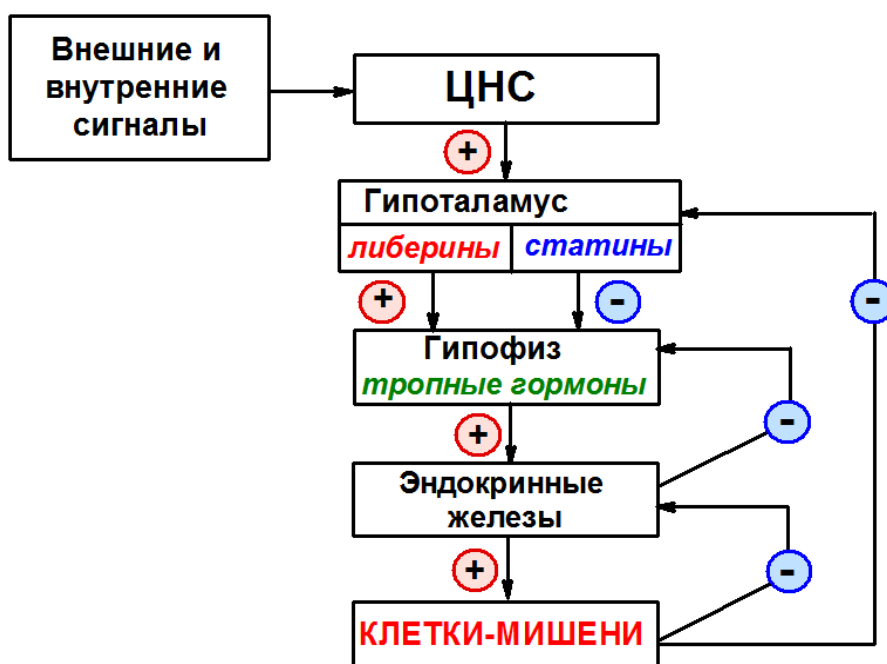 Внешние и
внутренние
сигналы
ЦНС
+
Гипоталамус
либерины
статины
+
-
-
Гипофиз
тропные гормоны
+
-
Эндокринные
железы
+
-
КЛЕТКИ-МИШЕНИ